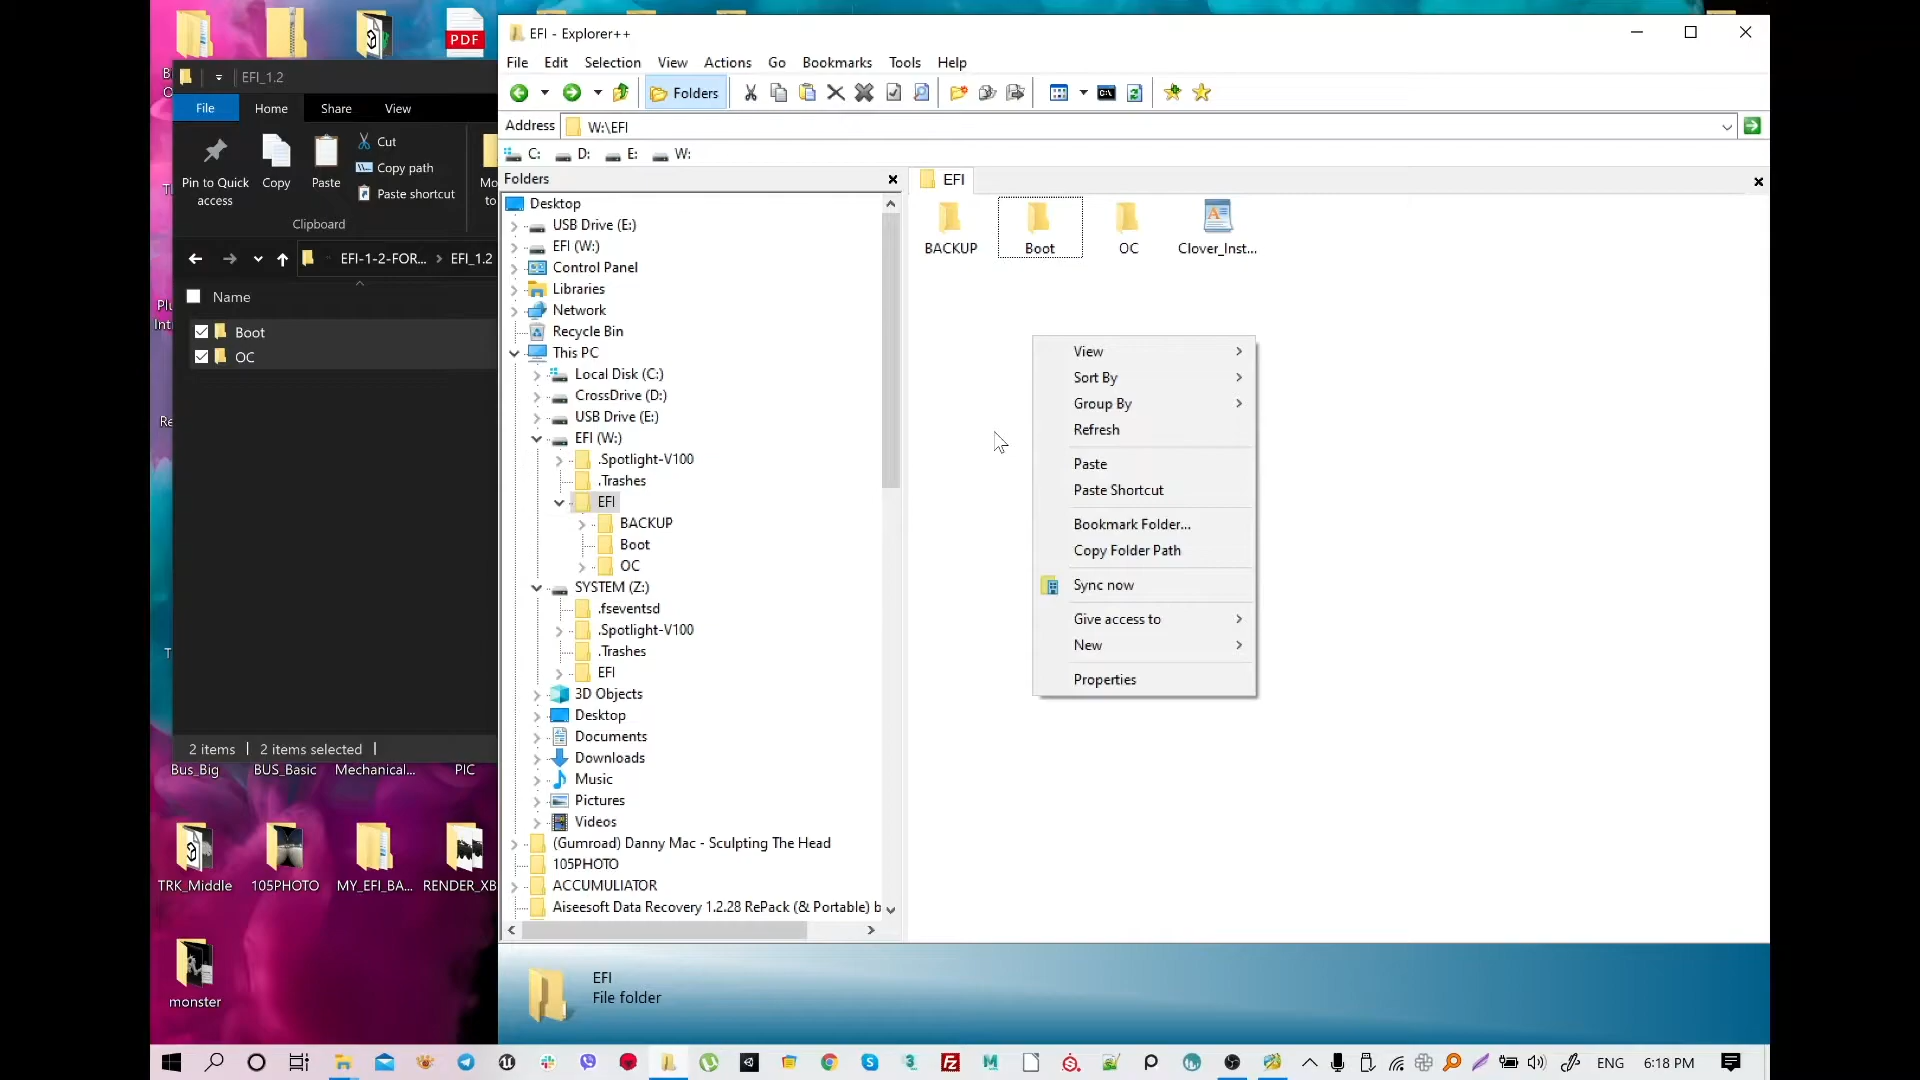 EFI_1.2
File
Home
Share
View
Pin to Quick
access
Copy
Paste
Cut
Copy path
Paste shortcut
Mo
to
Clipboard
EFI-1-2-FOR...
EFI_1.2
Name
Boot
OC
2 items
2 items selected
PDF
Bus_Big
BUS_Basic
Mechanical...
PIC
TRK_Middle
105PHOTO
MY_EFI_BA...
RENDER_XB
monster
EFI - Explorer++
File
Edit
Selection
View
Actions
Go
Bookmarks
Tools
Help
Folders
Address
W:\EFI
C:
D:
E:
W:
Folders
Desktop
USB Drive (E:)
EFI (W:)
Control Panel
Libraries
Network
Recycle Bin
This PC
Local Disk (C:)
CrossDrive (D:)
USB Drive (E:)
EFI (W:)
.Spotlight-V100
.Trashes
EFI
BACKUP
Boot
OC
SYSTEM (Z:)
.fseventsd
.Spotlight-V100
.Trashes
EFI
3D Objects
Desktop
Documents
Downloads
Music
Pictures
Videos
(Gumroad) Danny Mac - Sculpting The Head
105PHOTO
ACCUMULIATOR
Aiseesoft Data Recovery 1.2.28 RePack (& Portable) b
EFI
BACKUP
Boot
OC
Clover_Inst...
View
Sort By
Group By
Refresh
Paste
Paste Shortcut
Bookmark Folder...
Copy Folder Path
Sync now
Give access to
New
Properties
EFI
File folder
ENG
6:18 PM